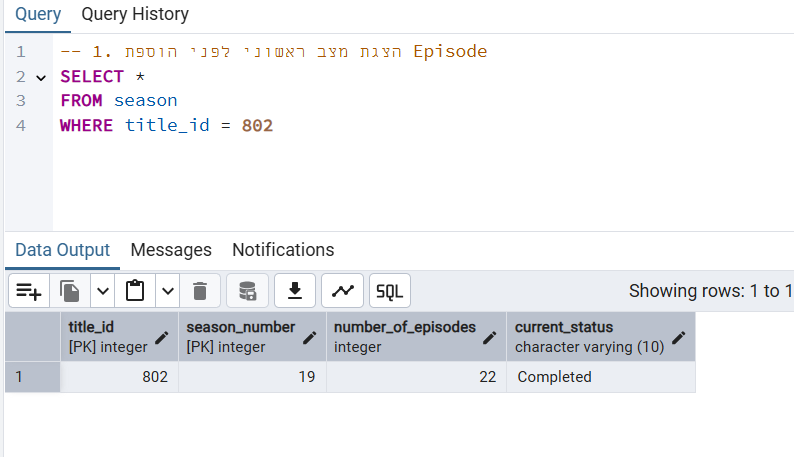 Query Query History
1 -- 1. הצגת מצב ראשוני לפני הוספת Episode
2 SELECT *
3 FROM season
4 WHERE title_id = 802
Data Output Messages Notifications
SQL Showing rows: 1 to 1
title_id season_number number_of_episodes current_status
[PK] integer [PK] integer integer character varying (10)
1 802 19 22 Completed